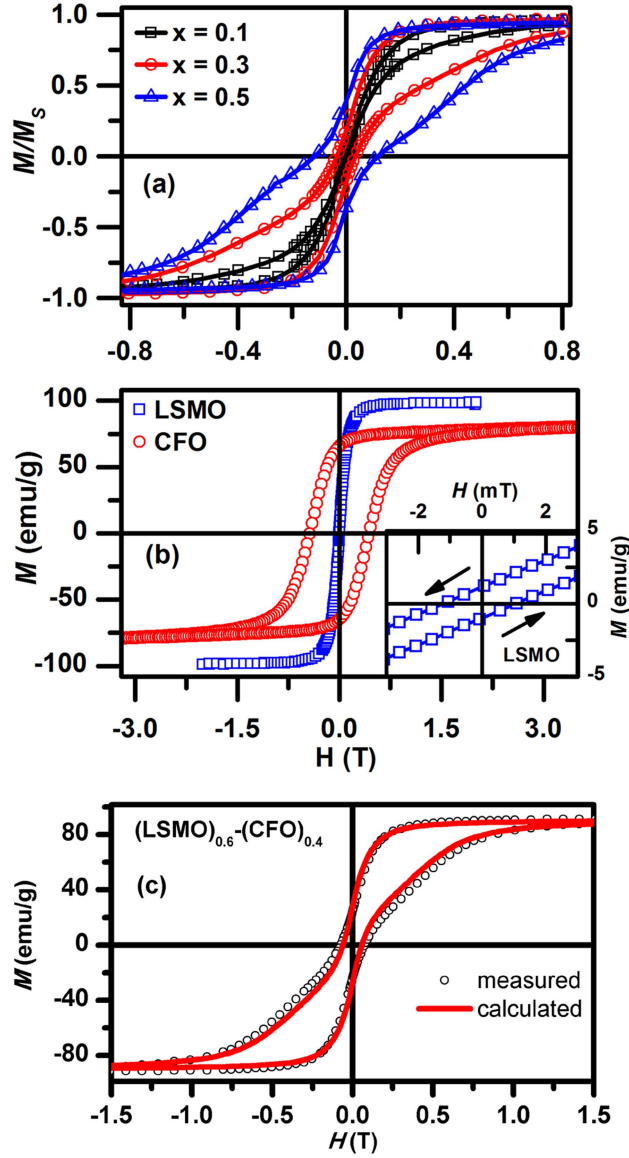 1.0
0.5
0.0
-0.5
-1.0
M/M_S
x = 0.1
x = 0.3
x = 0.5
(a)
-0.8 -0.4 0.0 0.4 0.8
100
50
0
-50
-100
M (emu/g)
LSMO
CFO
(b)
H (mT)
-2 0 2
5
0
-5
M (emu/g)
LSMO
-3.0 -1.5 0.0 1.5 3.0
H (T)
80
40
0
-40
-80
M (emu/g)
(LSMO)_0.6-(CFO)_0.4
(c)
measured
calculated
-1.5 -1.0 -0.5 0.0 0.5 1.0 1.5
H (T)